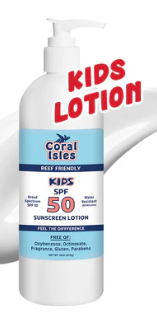 KIDS
LOTION
Coral
Isles
REEF FRIENDLY
KIDS
SPF
Broad
Spectrum
SPF 50
50
Water
Resistant
SUNSCREEN LOTION
FEEL THE DIFFERENCE
FREE OF:
Oxybenzone, Octinoxate,
Fragrance, Gluten, Parabens